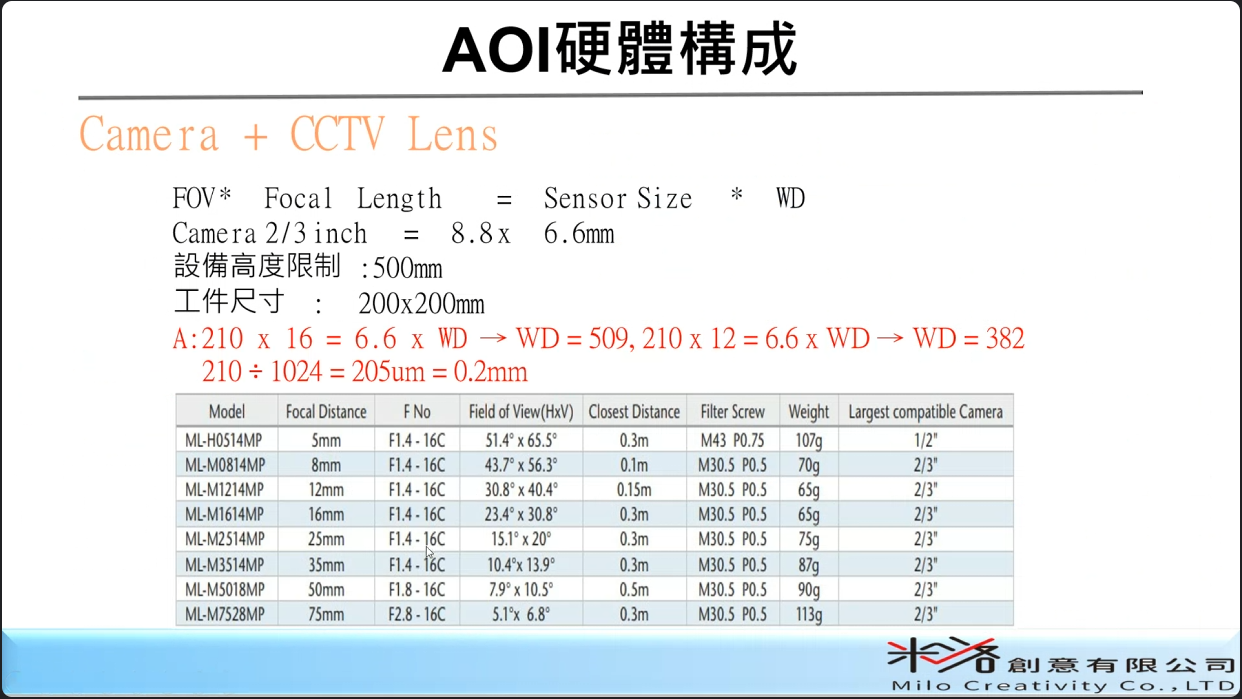 AOI硬體構成
Camera + CCTV Lens
FOV* Focal Length = Sensor Size * WD
Camera 2/3 inch = 8.8 x 6.6mm
設備高度限制 :500mm
工件尺寸 : 200x200mm
A:210 x 16 = 6.6 x WD → WD = 509, 210 x 12 = 6.6 x WD → WD = 382
210 ÷ 1024 = 205um = 0.2mm
Model Focal Distance F No Field of View(HxV) Closest Distance Filter Screw Weight Largest compatible Camera
ML-H0514MP 5mm F1.4 - 16C 51.4° x 65.5° 0.3m M43 P0.75 107g 1/2"
ML-M0814MP 8mm F1.4 - 16C 43.7° x 56.3° 0.1m M30.5 P0.5 70g 2/3"
ML-M1214MP 12mm F1.4 - 16C 30.8° x 40.4° 0.15m M30.5 P0.5 65g 2/3"
ML-M1614MP 16mm F1.4 - 16C 23.4° x 30.8° 0.3m M30.5 P0.5 65g 2/3"
ML-M2514MP 25mm F1.4 - 16C 15.1° x 20° 0.3m M30.5 P0.5 75g 2/3"
ML-M3514MP 35mm F1.4 - 16C 10.4°x 13.9° 0.3m M30.5 P0.5 87g 2/3"
ML-M5018MP 50mm F1.8 - 16C 7.9° x 10.5° 0.5m M30.5 P0.5 90g 2/3"
ML-M7528MP 75mm F2.8 - 16C 5.1°x 6.8° 0.3m M30.5 P0.5 113g 2/3"
米洛創意有限公司
Milo Creativity Co.,LTD